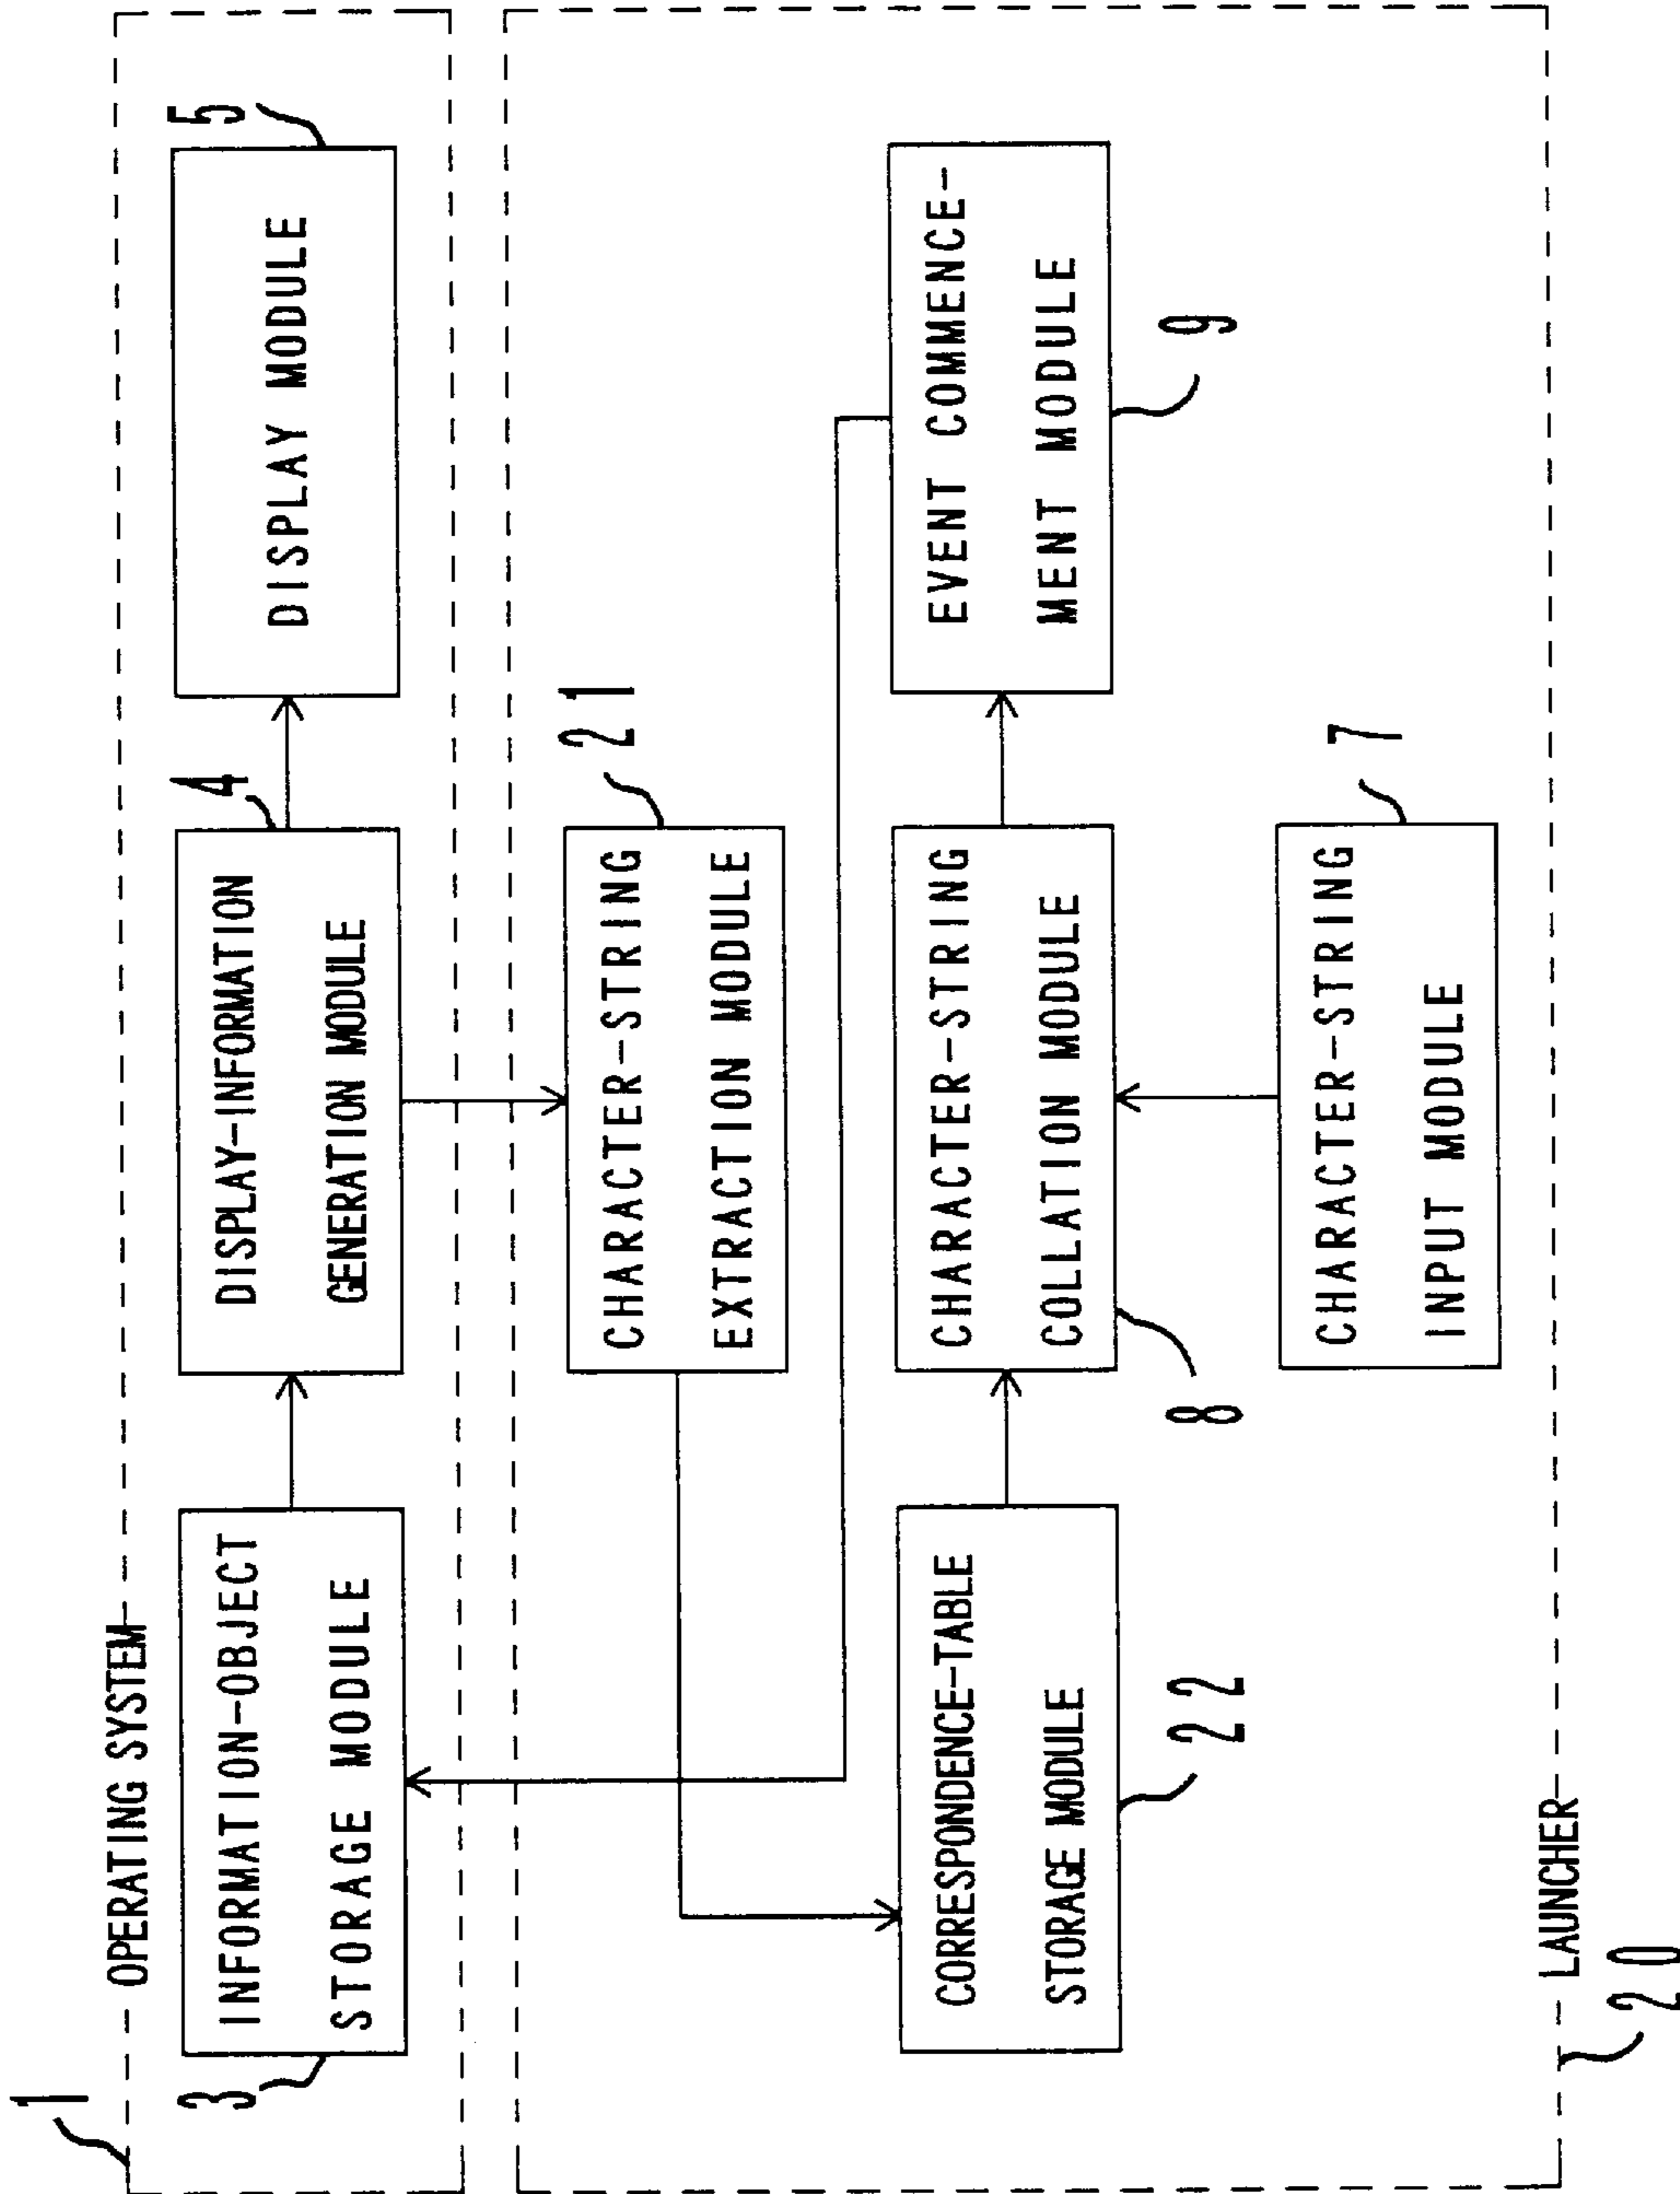 1
OPERATING SYSTEM
3
INFORMATION-OBJECT
STORAGE MODULE
4
DISPLAY-INFORMATION
GENERATION MODULE
5
DISPLAY MODULE
21
CHARACTER-STRING
EXTRACTION MODULE
CORRESPONDENCE-TABLE
STORAGE MODULE
22
CHARACTER-STRING
COLLATION MODULE
8
EVENT COMMENCE-
MENT MODULE
9
7
CHARACTER-STRING
INPUT MODULE
LAUNCHER
20